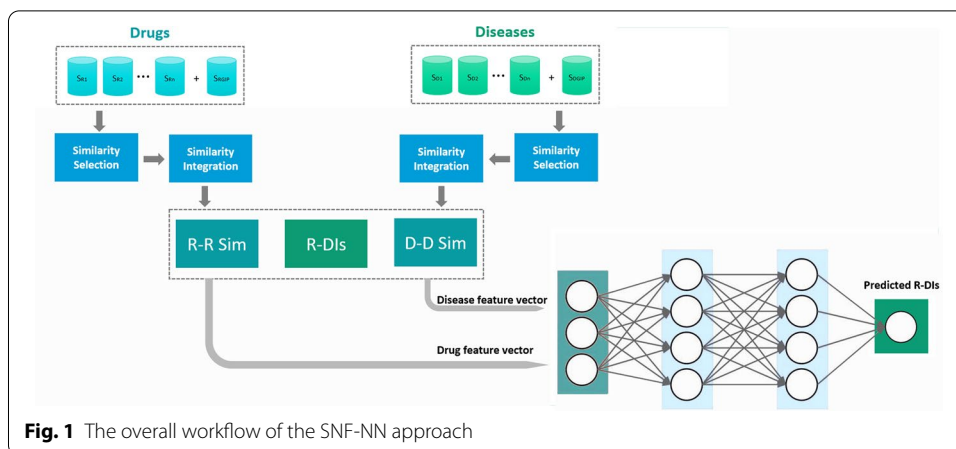 Drugs
Diseases
SR1 SR2 ... SRn + SRGIP
SD1 SD2 ... SDn + SDGIP
Similarity
Selection
Similarity
Integration
Similarity
Integration
Similarity
Selection
R-R Sim
R-DIs
D-D Sim
Disease feature vector
Drug feature vector
Predicted R-DIs
Fig. 1 The overall workflow of the SNF-NN approach